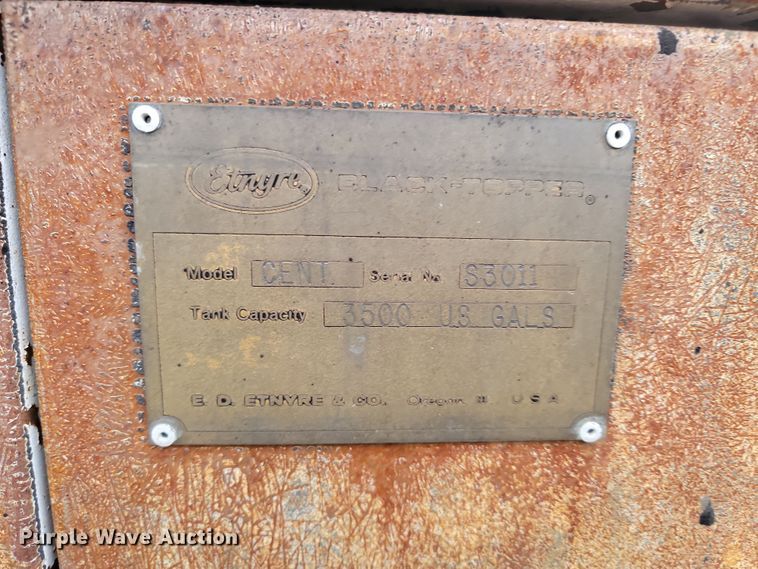 Etnyre BLACK-TOPPER®
Model CENT. Serial No. S3011
Tank Capacity 3500 US GALS
E. D. ETNYRE & CO. Oregon, Ill. USA
Purple Wave Auction